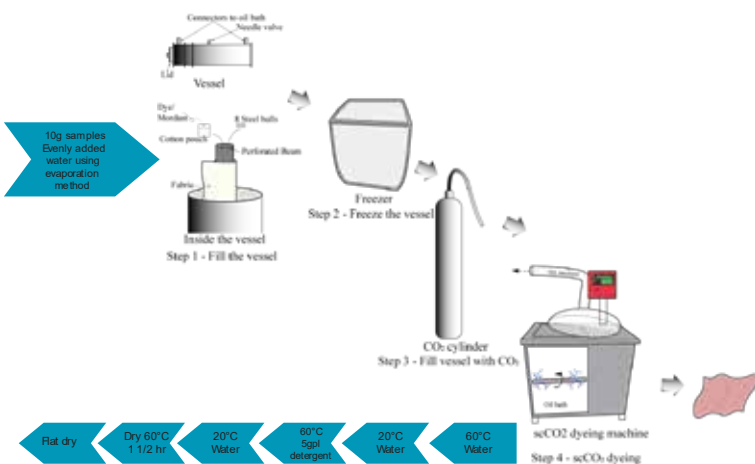 Connectors to oil bath
Needle valve
Lid
Vessel
10g samples
Evenly added
water using
evaporation
method
Dye/
Mordant
8 Steel balls
Cotton pouch
Perforated Beam
Fabric
Inside the vessel
Step 1 - Fill the vessel
Freezer
Step 2 - Freeze the vessel
CO₂ cylinder
Step 3 - Fill vessel with CO₂
Oil bath
scCO2 dyeing machine
Step 4 - scCO₂ dyeing
Flat dry
Dry 60°C
1 1/2 hr
20°C
Water
60°C
5gpl
detergent
20°C
Water
60°C
Water